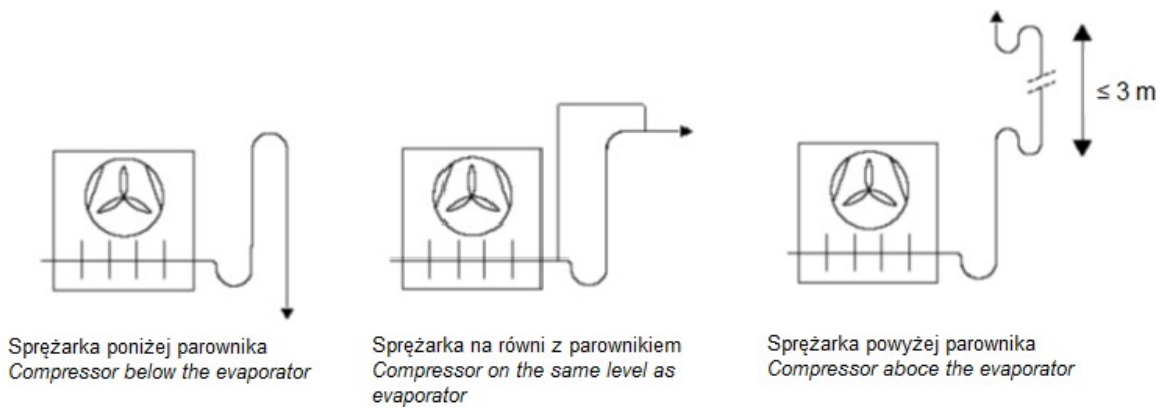 ≤ 3 m
Sprężarka poniżej parownika
Compressor below the evaporator
Sprężarka na równi z parownikiem
Compressor on the same level as
evaporator
Sprężarka powyżej parownika
Compressor aboce the evaporator